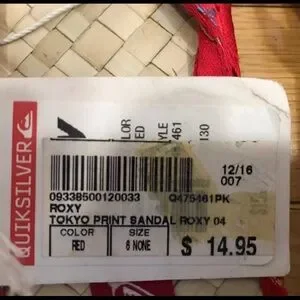 QUIKSILVER
LOR
ED
YLE
461
130
12/16
007
09338500120033
Q475461PK
ROXY
TOKYO PRINT SANDAL ROXY 04
COLOR
RED
SIZE
6 NONE
$ 14.95